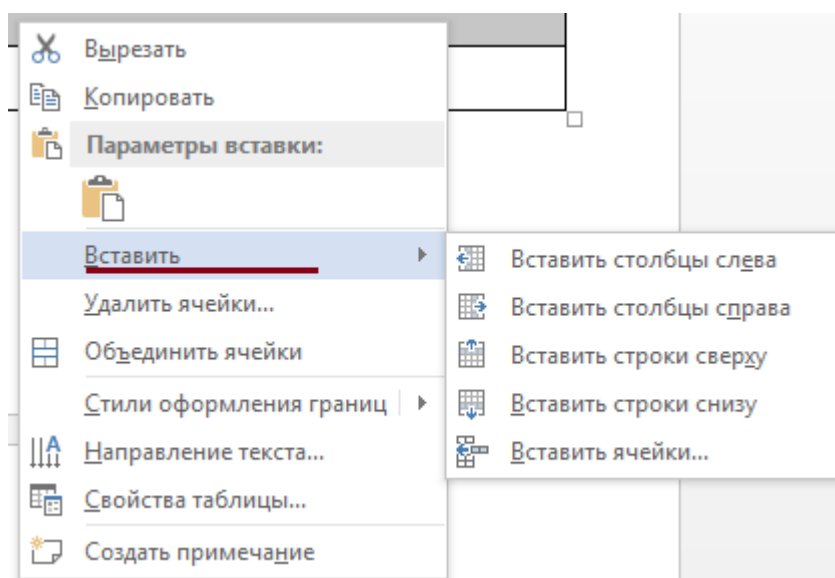 Вырезать
Копировать
Параметры вставки:
Вставить
Удалить ячейки...
Объединить ячейки
Стили оформления границ
Направление текста...
Свойства таблицы...
Создать примечание
Вставить столбцы слева
Вставить столбцы справа
Вставить строки сверху
Вставить строки снизу
Вставить ячейки...